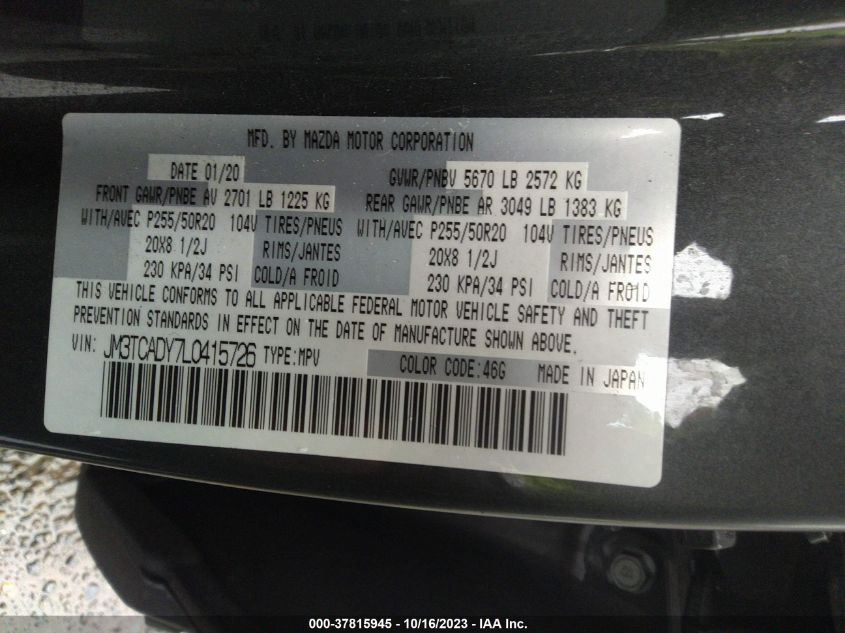 MFD. BY MAZDA MOTOR CORPORATION
DATE 01/20 GVWR/PNBV 5670 LB 2572 KG
FRONT GAWR/PNBE AV 2701 LB 1225 KG REAR GAWR/PNBE AR 3049 LB 1383 KG
WITH/AVEC P255/50R20 104V TIRES/PNEUS WITH/AVEC P255/50R20 104V TIRES/PNEUS
20X8 1/2J RIMS/JANTES 20X8 1/2J RIMS/JANTES
230 KPA/34 PSI COLD/A FROID 230 KPA/34 PSI COLD/A FROID
THIS VEHICLE CONFORMS TO ALL APPLICABLE FEDERAL MOTOR VEHICLE SAFETY AND THEFT
PREVENTION STANDARDS IN EFFECT ON THE DATE OF MANUFACTURE SHOWN ABOVE.
VIN: JM3TCADY7L0415726 TYPE:MPV COLOR CODE:46G MADE IN JAPAN
000-37815945 - 10/16/2023 - IAA Inc.